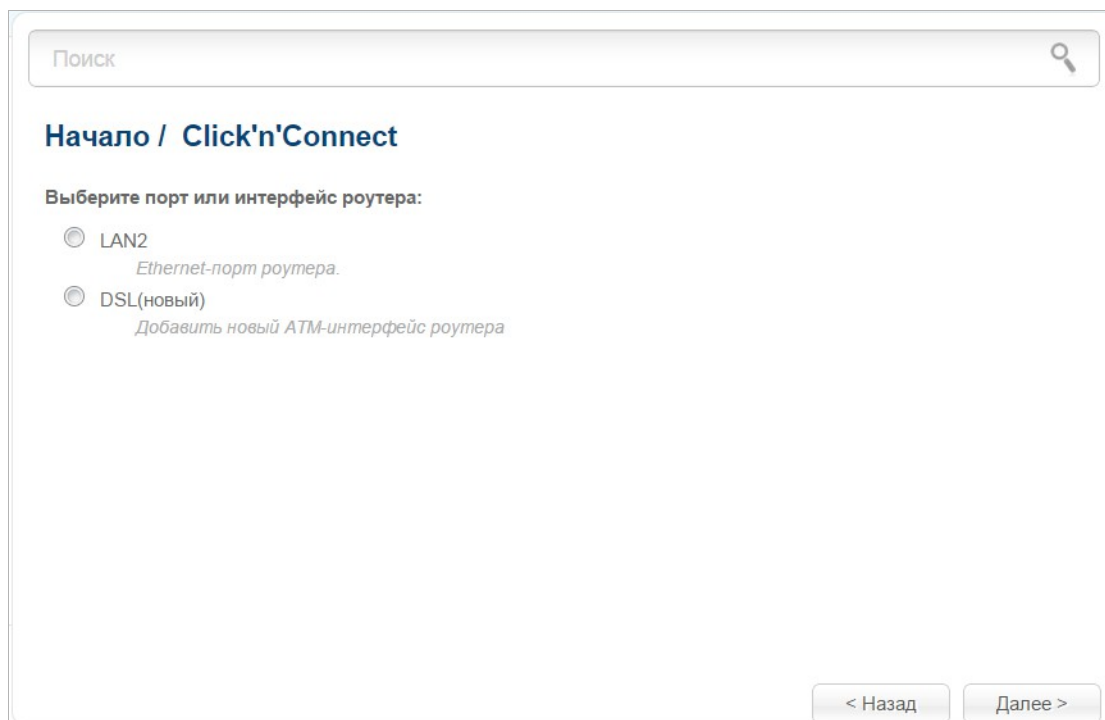 Поиск
Начало / Click'n'Connect
Выберите порт или интерфейс роутера:
LAN2
Ethernet-порт роутера.
DSL(новый)
Добавить новый ATM-интерфейс роутера
< Назад
Далее >